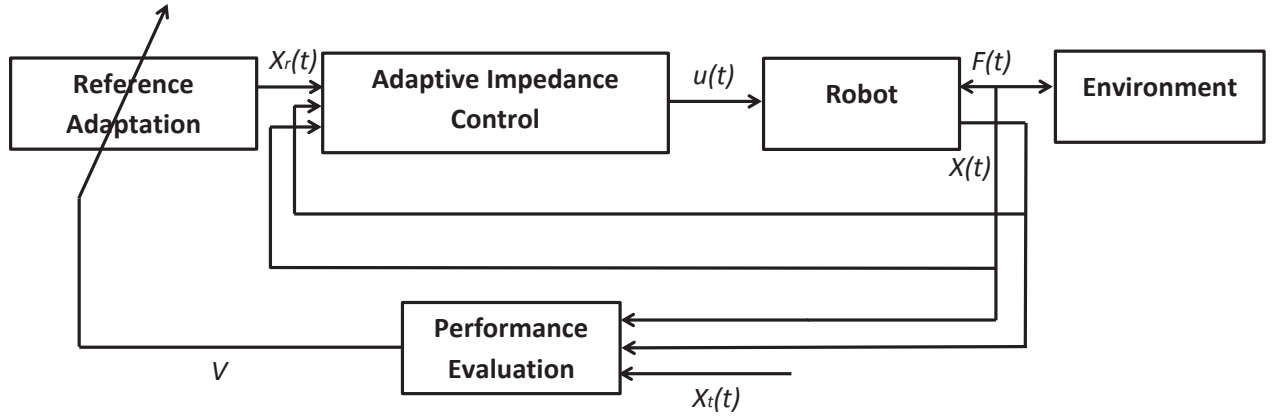 Reference
Adaptation
Xr(t)
Adaptive Impedance
Control
u(t)
Robot
F(t)
Environment
X(t)
Performance
Evaluation
V
Xt(t)